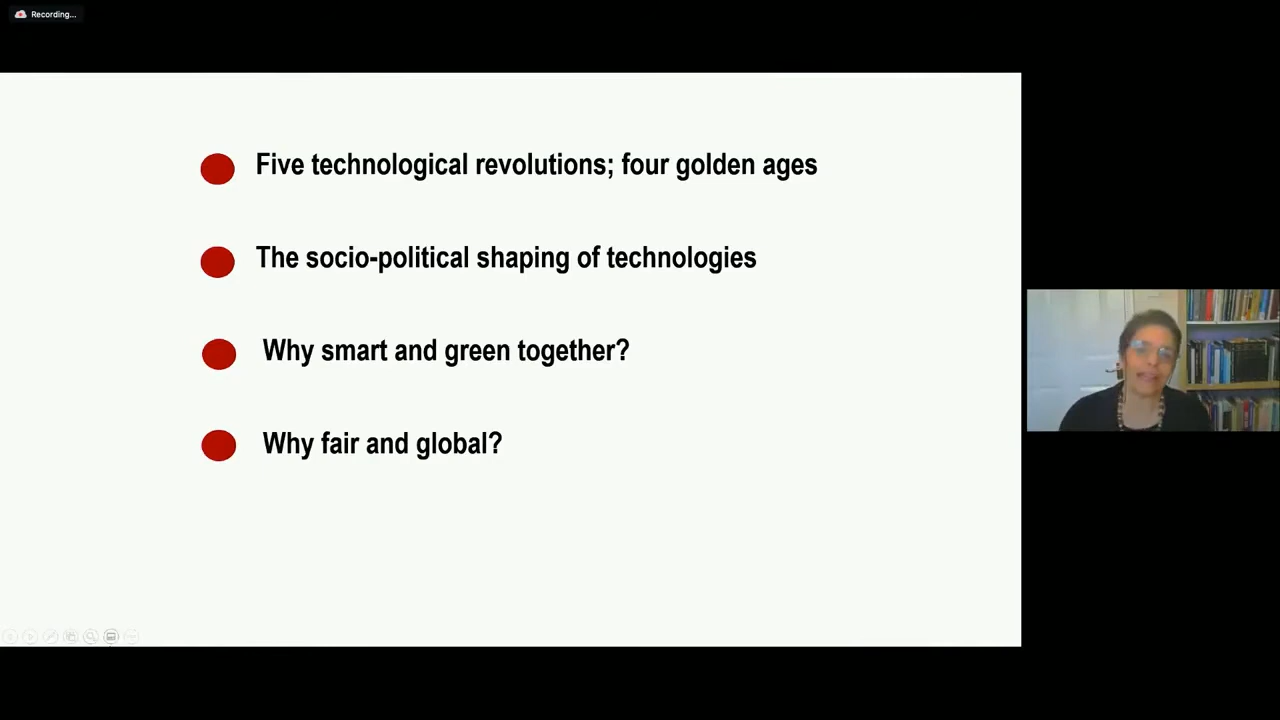 Recording...
Five technological revolutions; four golden ages
The socio-political shaping of technologies
Why smart and green together?
Why fair and global?